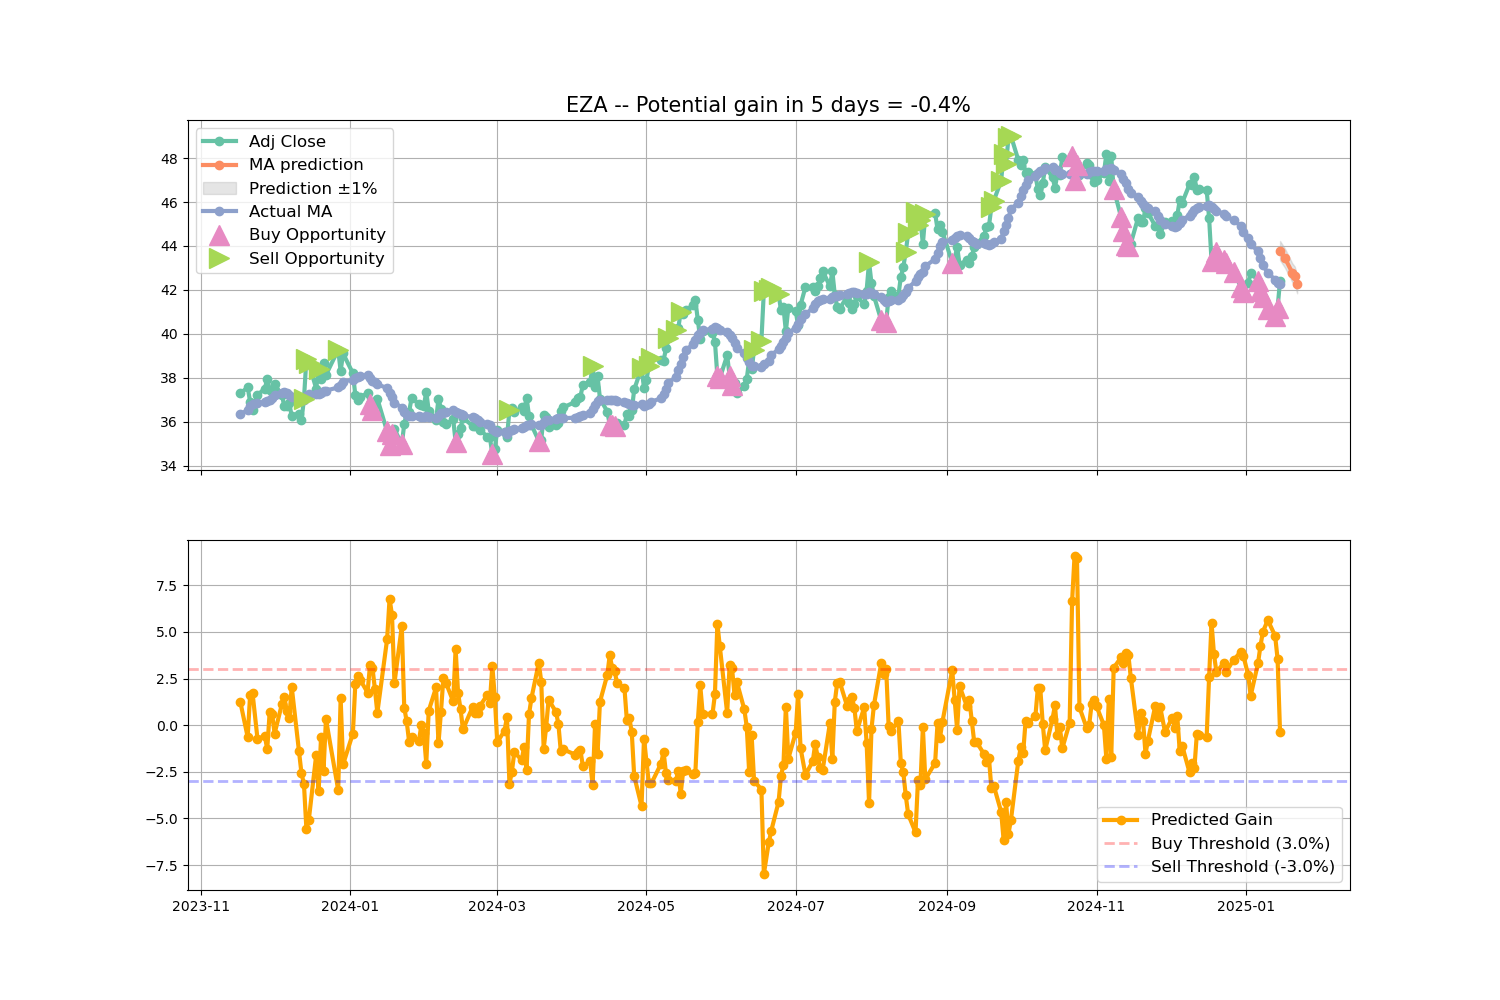 EZA -- Potential gain in 5 days = -0.4%
Adj Close
MA prediction
Prediction ±1%
Actual MA
Buy Opportunity
Sell Opportunity
48
46
44
42
40
38
36
34
7.5
5.0
2.5
0.0
−2.5
−5.0
−7.5
Predicted Gain
Buy Threshold (3.0%)
Sell Threshold (-3.0%)
2023-11 2024-01 2024-03 2024-05 2024-07 2024-09 2024-11 2025-01